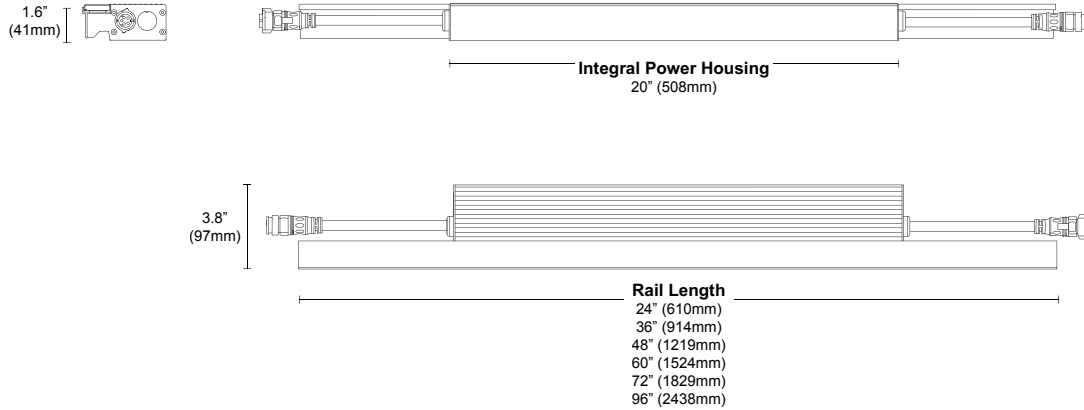 1.6”
(41mm)
Integral Power Housing
20” (508mm)
3.8”
(97mm)
Rail Length
24” (610mm)
36” (914mm)
48” (1219mm)
60” (1524mm)
72” (1829mm)
96” (2438mm)